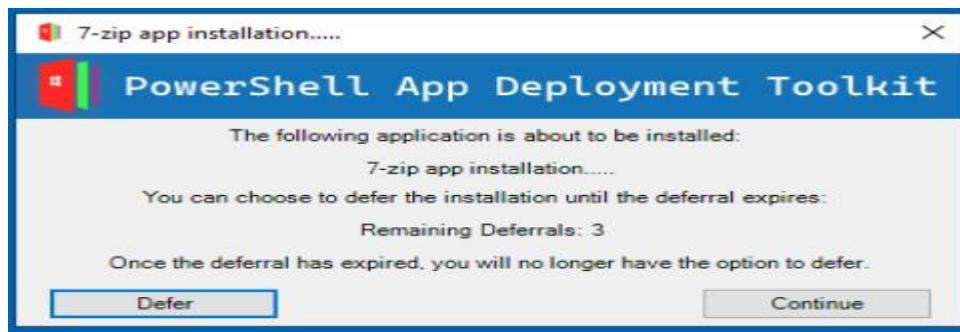 7-zip app installation.....
PowerShell App Deployment Toolkit
The following application is about to be installed:
7-zip app installation.....
You can choose to defer the installation until the deferral expires:
Remaining Deferrals: 3
Once the deferral has expired, you will no longer have the option to defer.
Defer
Continue